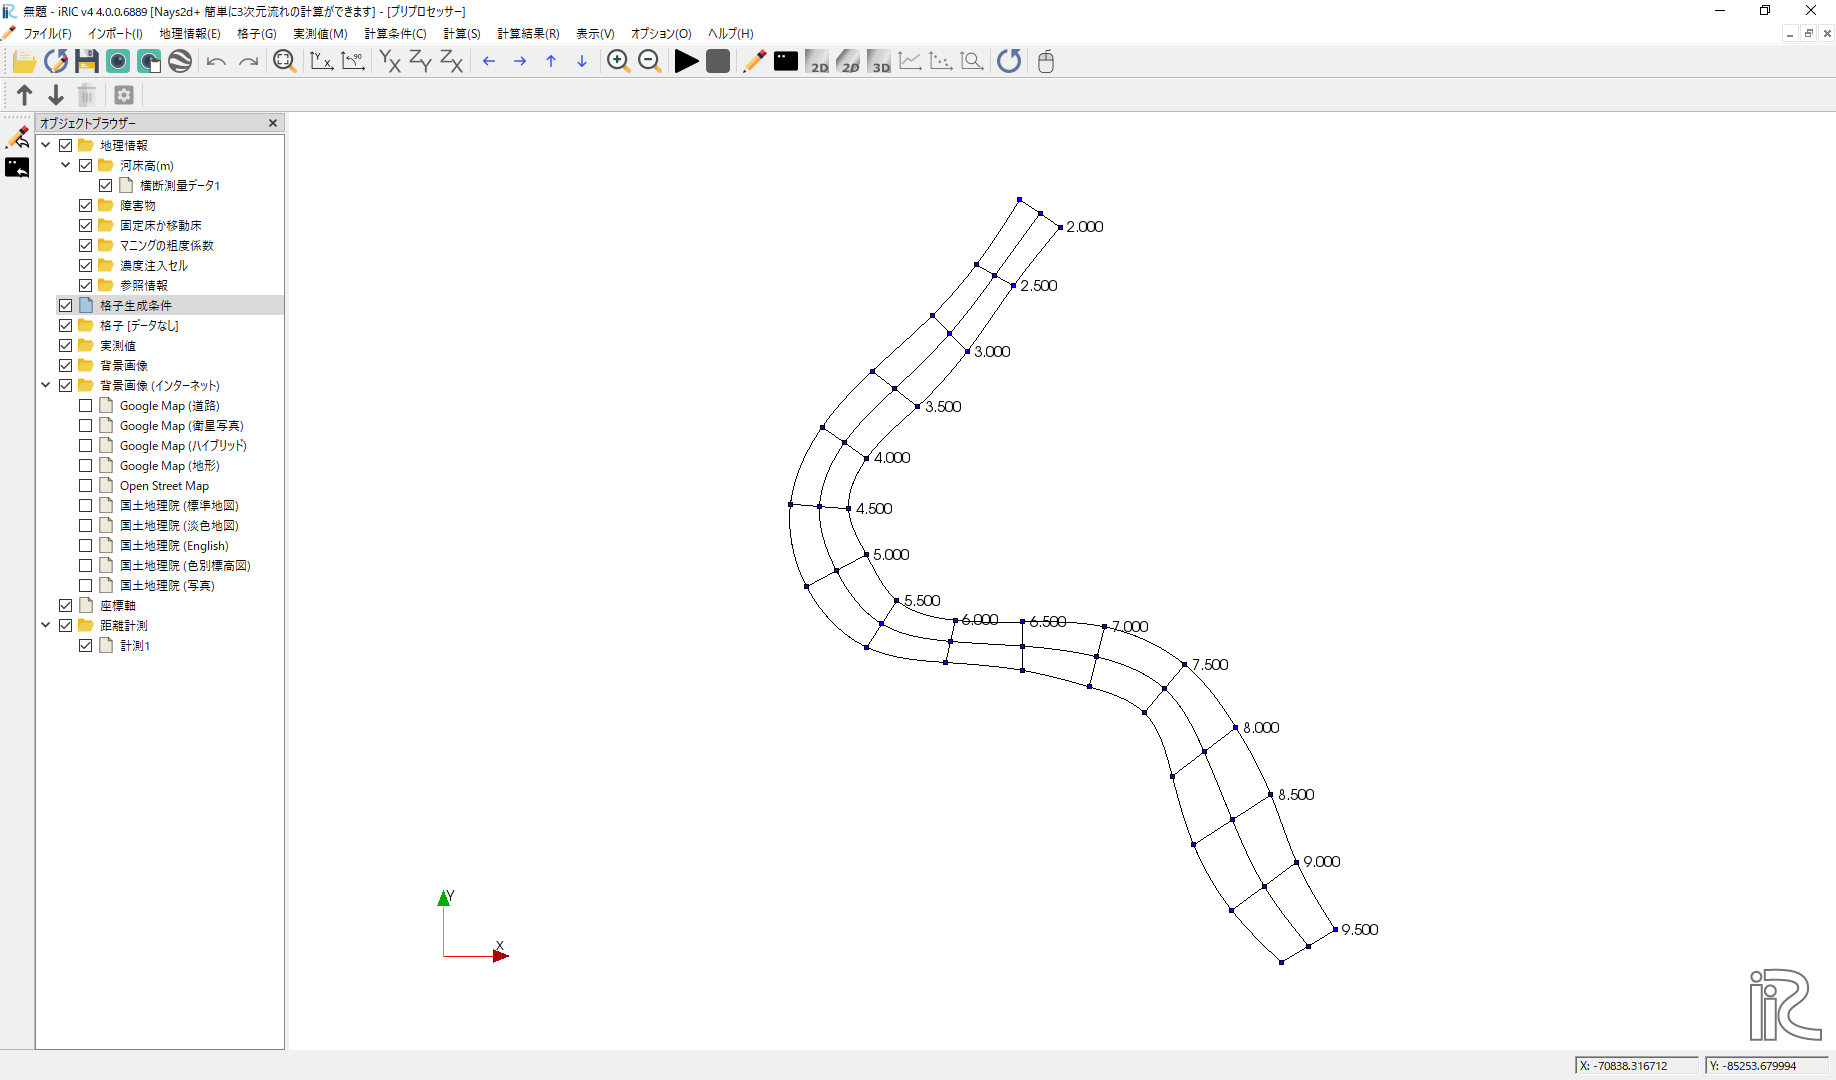 無題 - iRIC v4 4.0.0.6889 [Nays2d+ 簡単に3次元流れの計算ができます] - [プリプロセッサー]
ファイル(F) インポート(I) 地理情報(E) 格子(G) 実測値(M) 計算条件(C) 計算(S) 計算結果(R) 表示(V) オプション(O) ヘルプ(H)
Y X 90 YX ZY ZX 2D 2D 3D
オブジェクトブラウザー
地理情報
河床高(m)
横断測量データ1
障害物
固定床か移動床
マニングの粗度係数
濃度注入セル
参照情報
格子生成条件
格子 [データなし]
実測値
背景画像
背景画像 (インターネット)
Google Map (道路)
Google Map (衛星写真)
Google Map (ハイブリッド)
Google Map (地形)
Open Street Map
国土地理院 (標準地図)
国土地理院 (淡色地図)
国土地理院 (English)
国土地理院 (色別標高図)
国土地理院 (写真)
座標軸
距離計測
計測1
2.000
2.500
3.000
3.500
4.000
4.500
5.000
5.500
6.000
6.500
7.000
7.500
8.000
8.500
9.000
9.500
Y
X
iRIC
X: -70838.316712
Y: -85253.679994